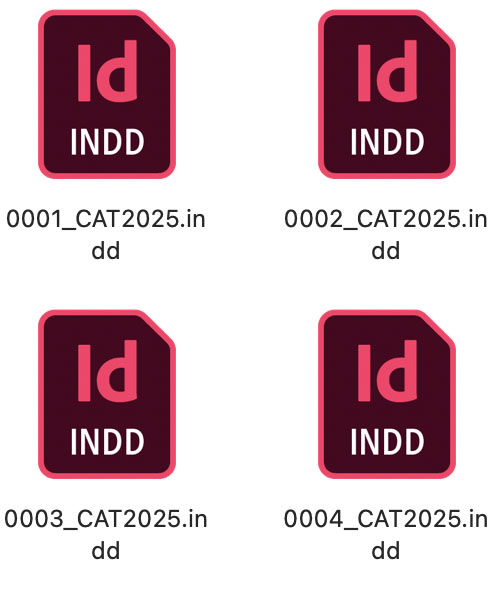 Id
INDD
0001_CAT2025.in
dd
Id
INDD
0002_CAT2025.in
dd
Id
INDD
0003_CAT2025.in
dd
Id
INDD
0004_CAT2025.in
dd